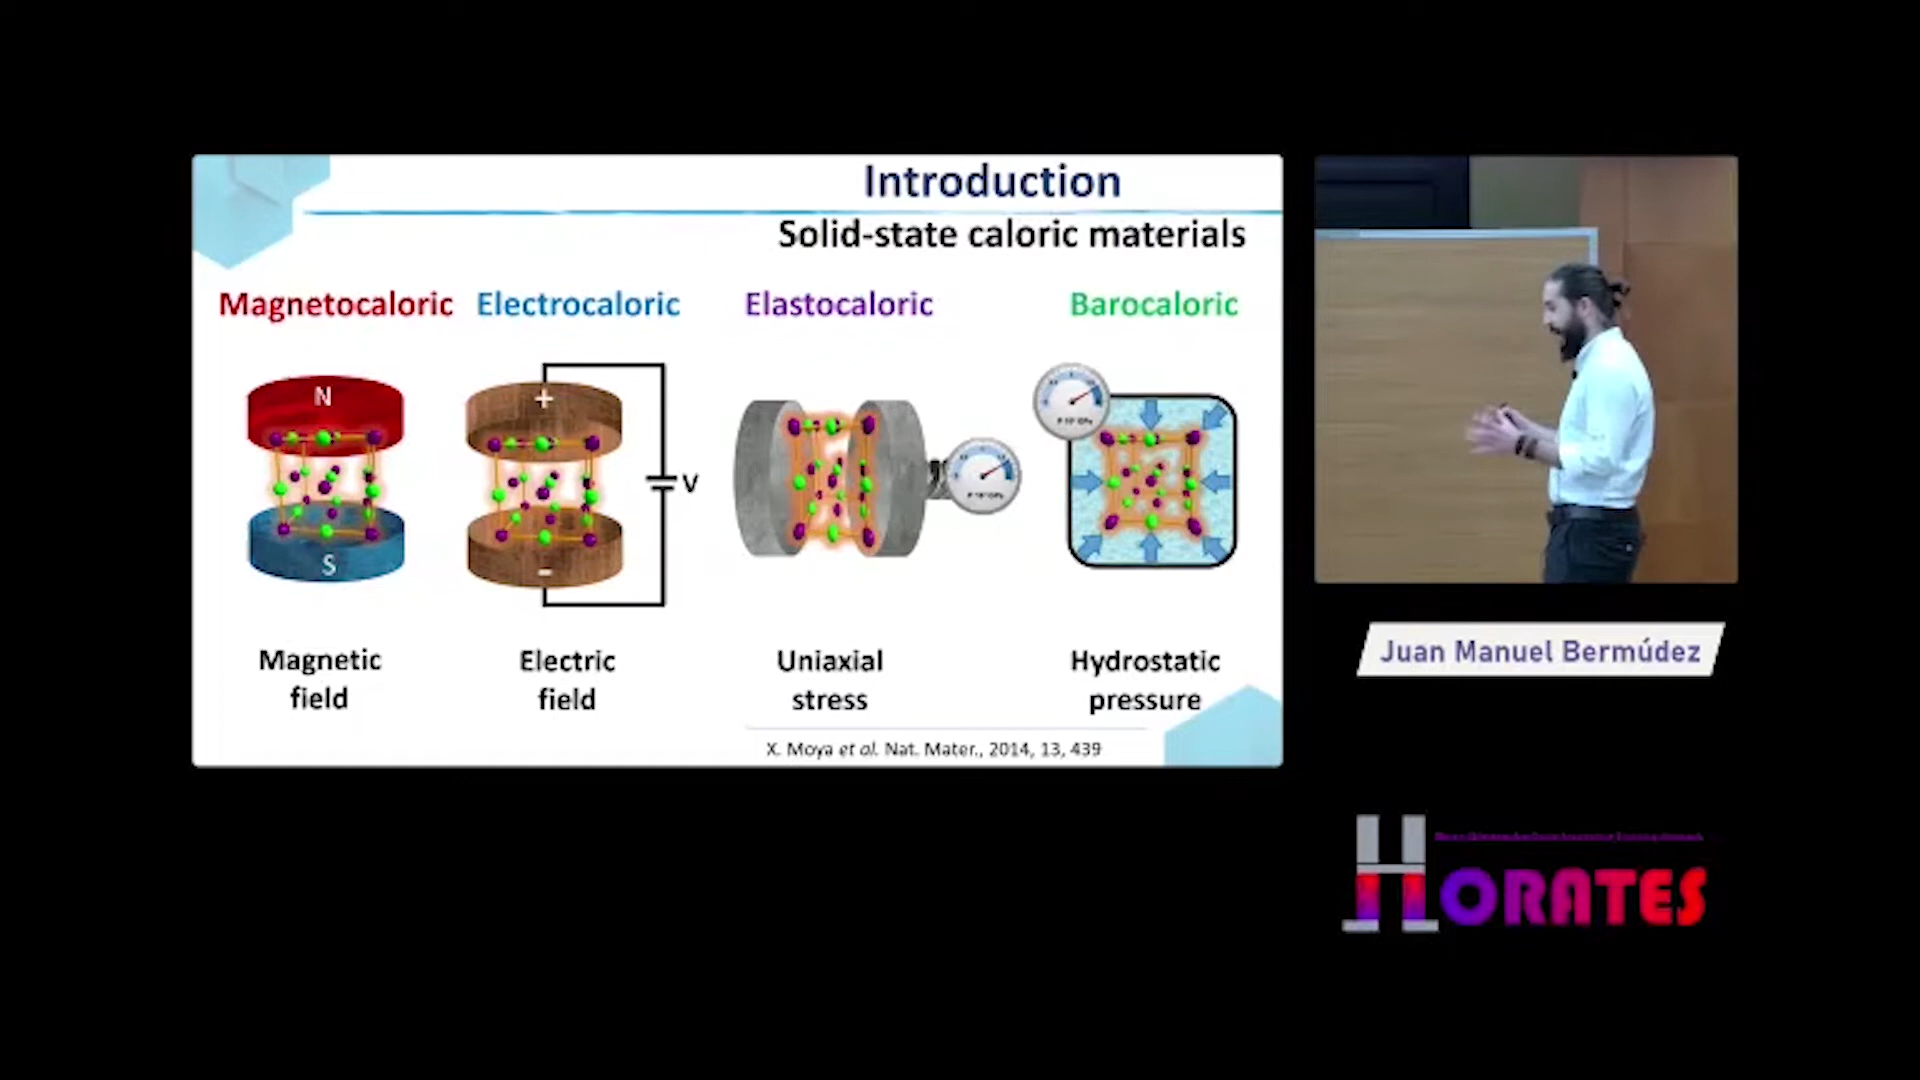 Introduction
Solid-state caloric materials
Magnetocaloric
Electrocaloric
Elastocaloric
Barocaloric
N
S
+
-
V
Magnetic
field
Electric
field
Uniaxial
stress
Hydrostatic
pressure
X. Moya et al. Nat. Mater., 2014, 13, 439
Juan Manuel Bermúdez
HORATES